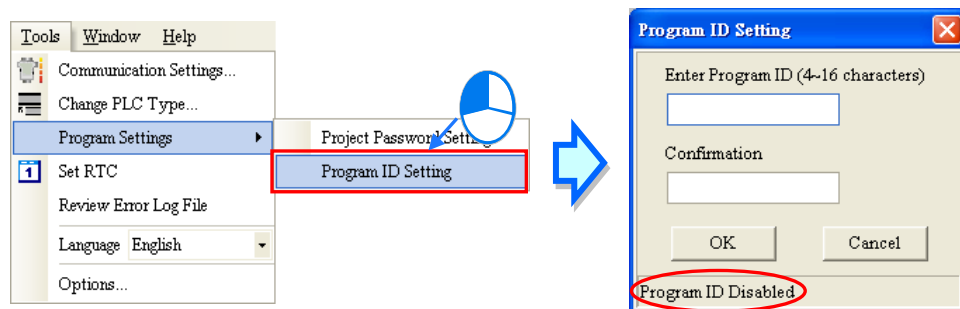 Tools Window Help
Communication Settings...
Change PLC Type...
Program Settings
Project Password Setting
Program ID Setting
1 Set RTC
Review Error Log File
Language English
Options...
Program ID Setting
Enter Program ID (4~16 characters)
Confirmation
OK Cancel
Program ID Disabled